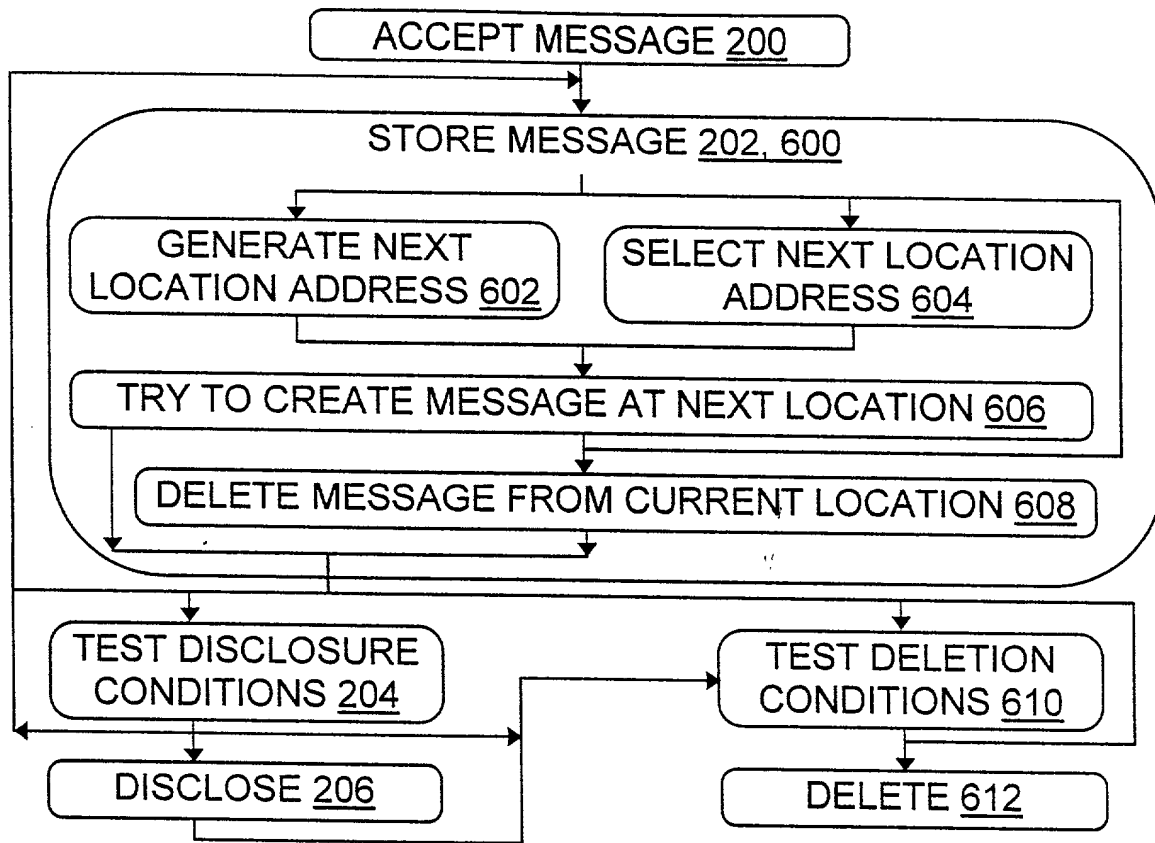 ACCEPT MESSAGE 200
STORE MESSAGE 202, 600
GENERATE NEXT
LOCATION ADDRESS 602
SELECT NEXT LOCATION
ADDRESS 604
TRY TO CREATE MESSAGE AT NEXT LOCATION 606
DELETE MESSAGE FROM CURRENT LOCATION 608
TEST DISCLOSURE
CONDITIONS 204
TEST DELETION
CONDITIONS 610
DISCLOSE 206
DELETE 612